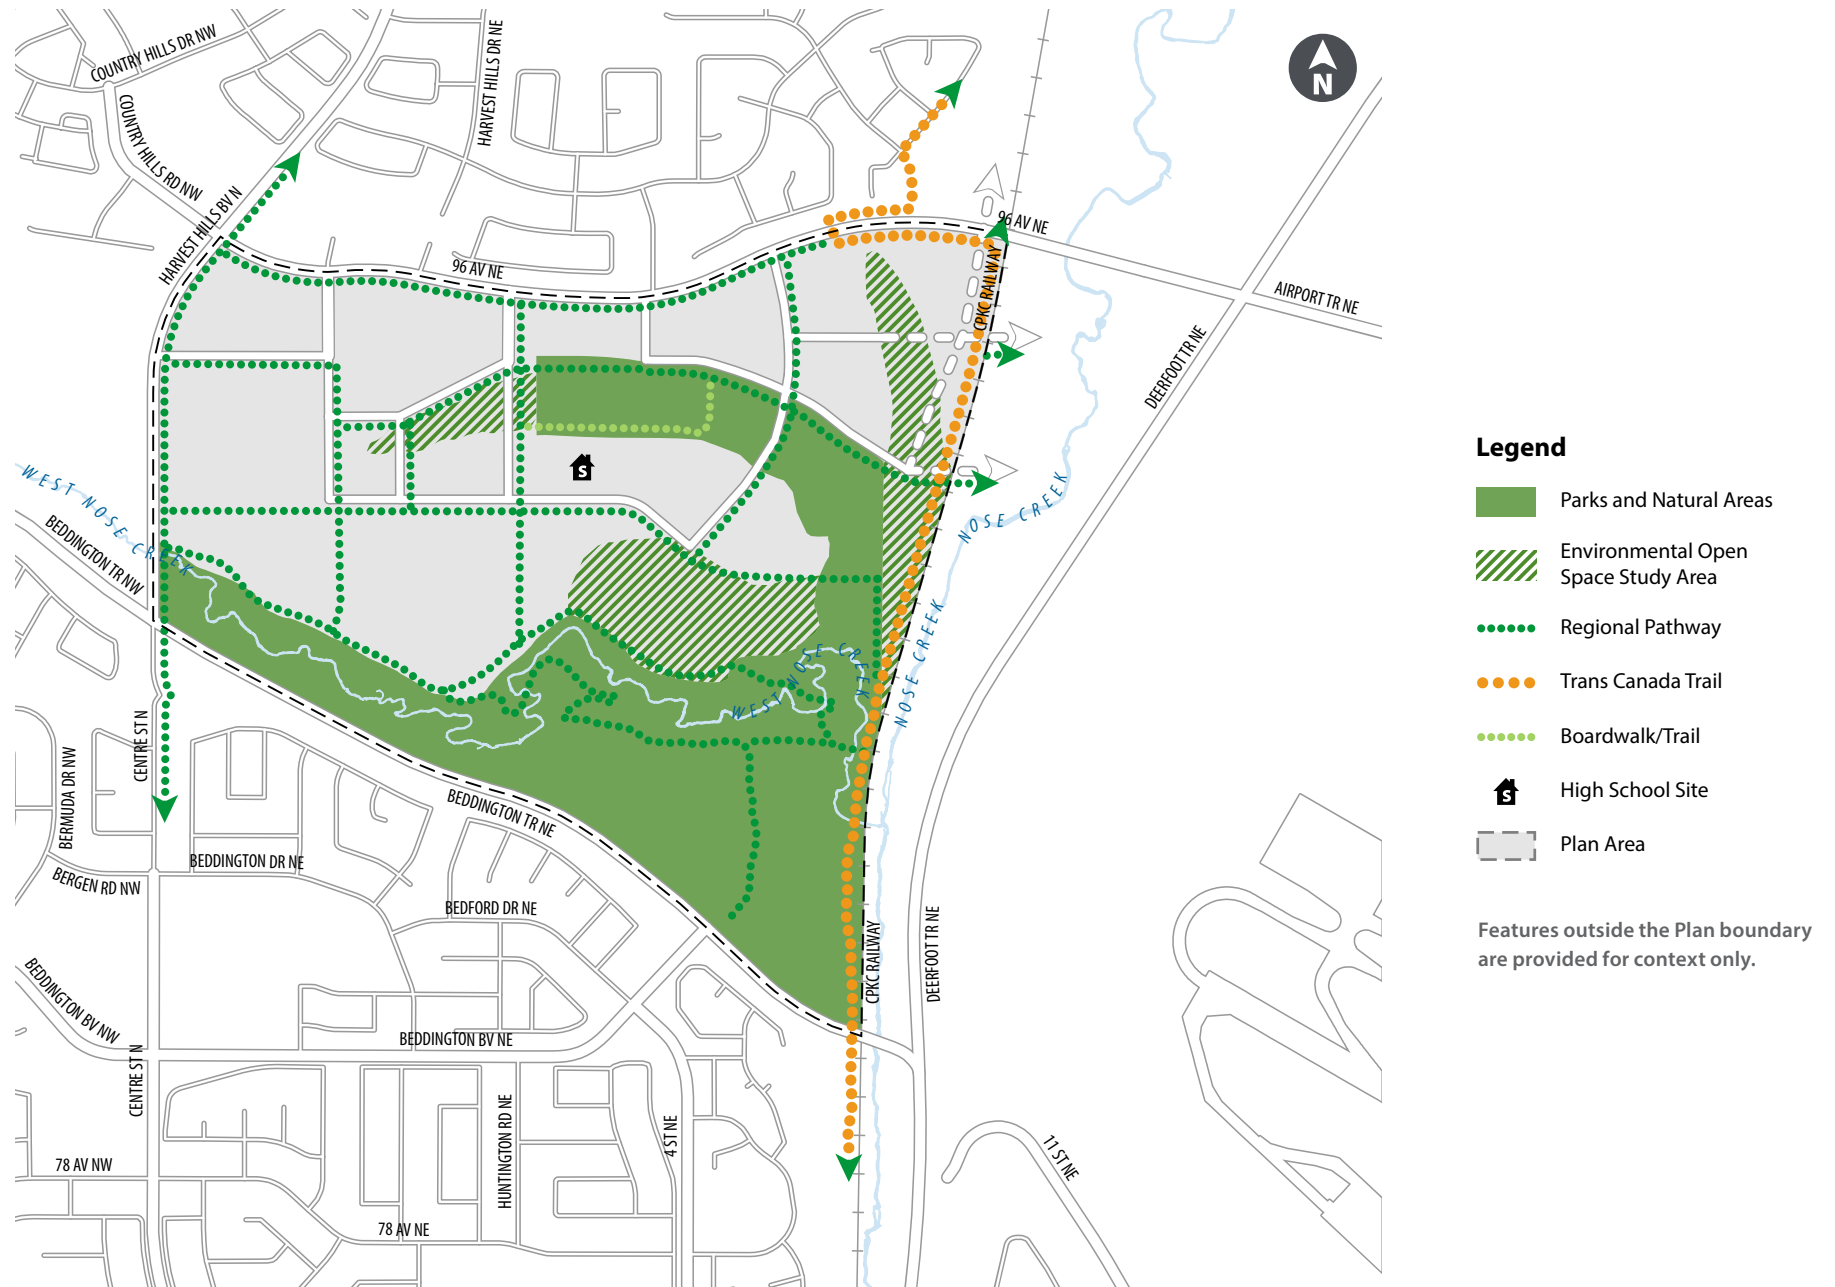 COUNTRY HILLS DR NW
HARVEST HILLS DR NE
N
COUNTRY HILLS RD NW
HARVEST HILLS BV N
96 AV NE
96 AV NE
CPKC RAILWAY
AIRPORT TR NE
DEERFOOT TR NE
S
WEST NOSE CREEK
BEDDINGTON TR NW
NOSE CREEK
NOSE CREEK
WEST NOSE CREEK
CENTRE ST N
BERMUDA DR NW
BEDDINGTON TR NE
BEDDINGTON DR NE
BERGEN RD NW
BEDFORD DR NE
CPKC RAILWAY
DEERFOOT TR NE
BEDDINGTON BV NW
BEDDINGTON BV NE
CENTRE ST N
HUNTINGTON RD NE
4 ST NE
11 ST NE
78 AV NW
78 AV NE
Legend
Parks and Natural Areas
Environmental Open
Space Study Area
Regional Pathway
Trans Canada Trail
Boardwalk/Trail
S
High School Site
Plan Area
Features outside the Plan boundary
are provided for context only.